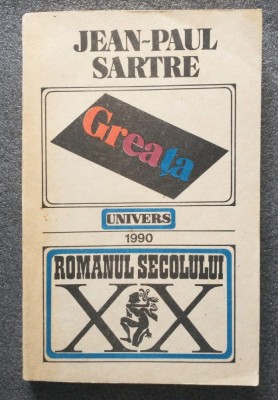 JEAN-PAUL
SARTRE
Greața
UNIVERS
1990
ROMANUL SECOLULUI
XX